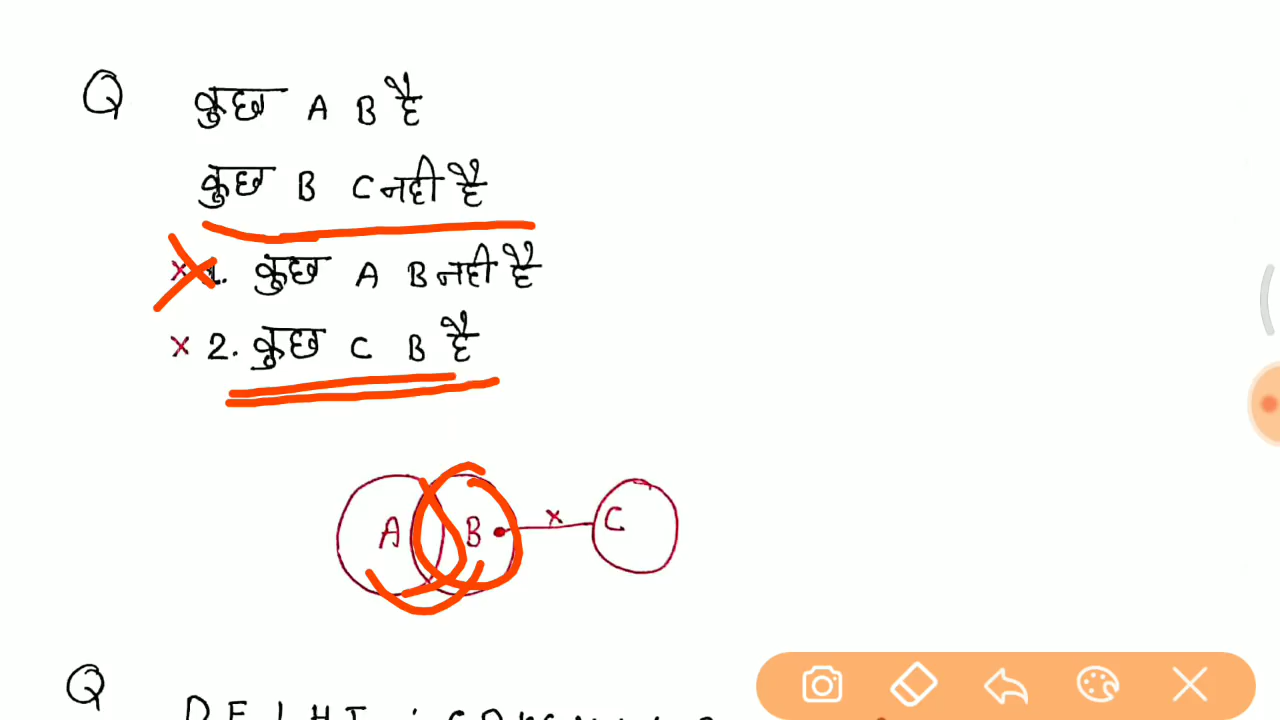 Q कुछ A B है
कुछ B C नही है
x 1. कुछ A B नही है
x 2. कुछ C B है
A B x C
Q